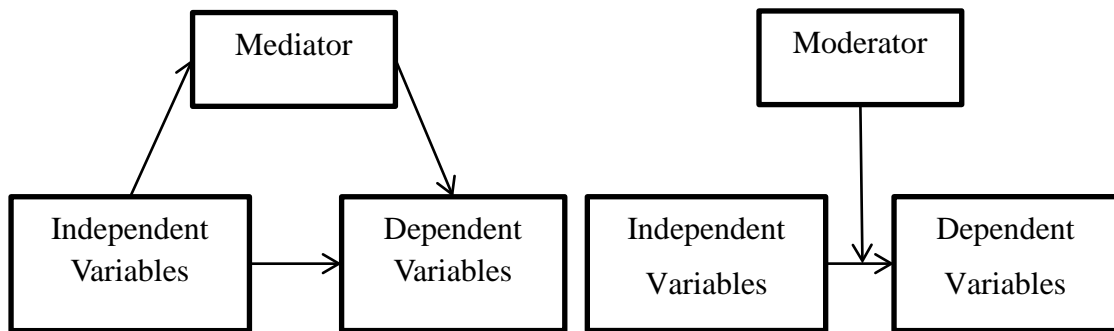 Mediator
Moderator
Independent
Variables
Dependent
Variables
Independent
Variables
Dependent
Variables